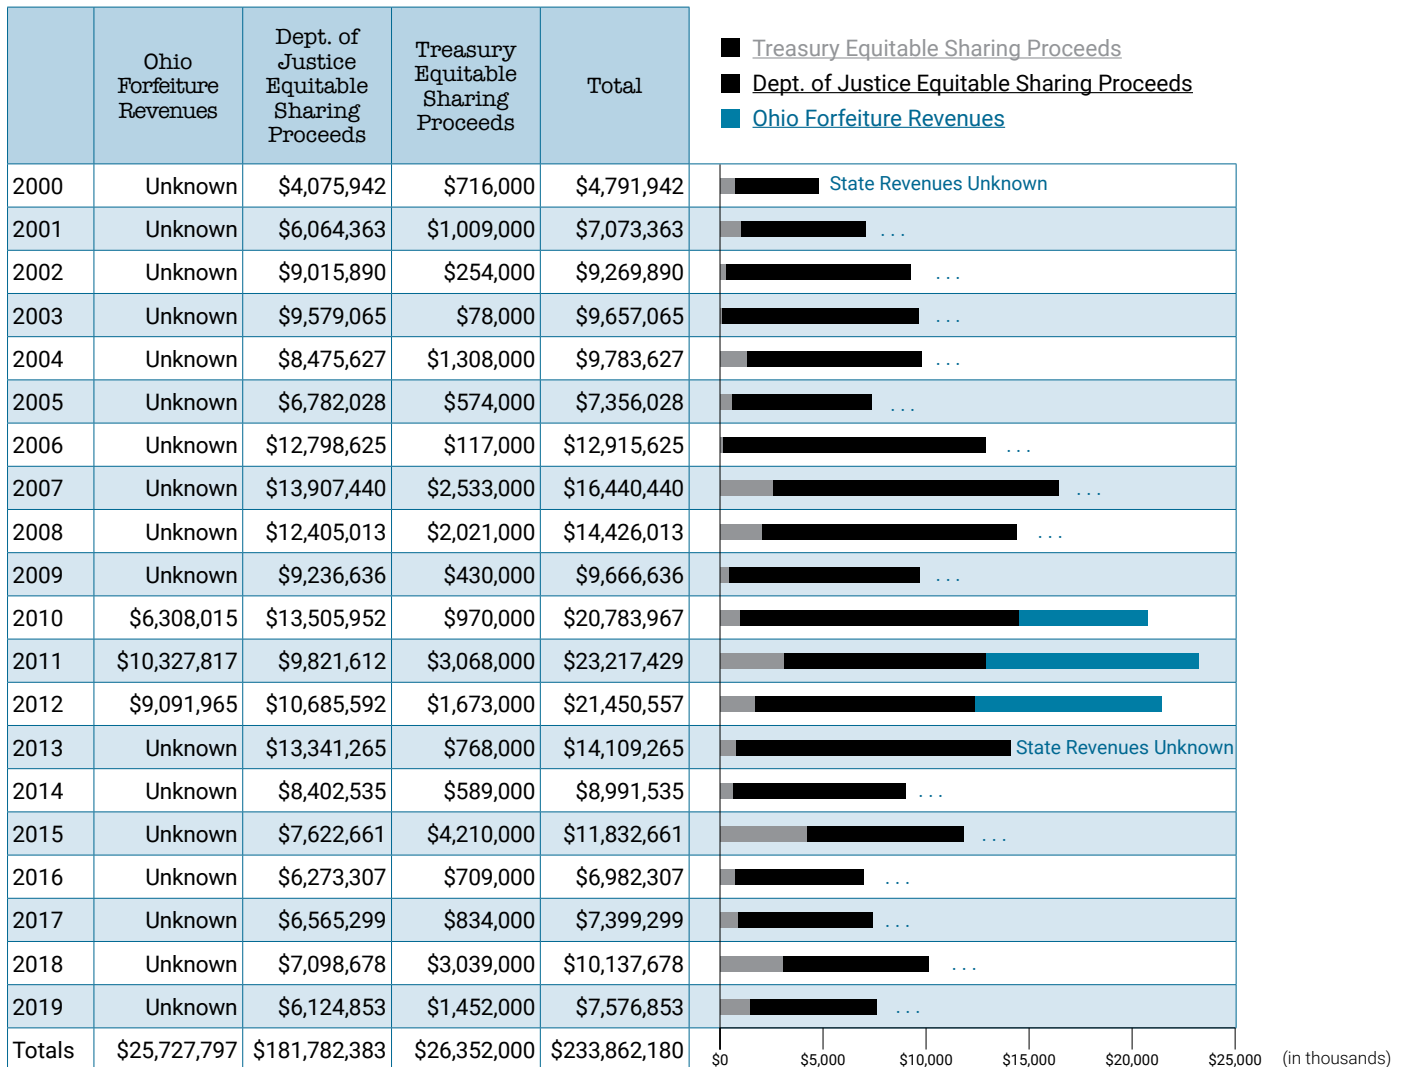 Ohio
Forfeiture
Revenues
Dept. of
Justice
Equitable
Sharing
Proceeds
Treasury
Equitable
Sharing
Proceeds
Total
Treasury Equitable Sharing Proceeds
Dept. of Justice Equitable Sharing Proceeds
Ohio Forfeiture Revenues
2000 Unknown $4,075,942 $716,000 $4,791,942 State Revenues Unknown
2001 Unknown $6,064,363 $1,009,000 $7,073,363 ...
2002 Unknown $9,015,890 $254,000 $9,269,890 ...
2003 Unknown $9,579,065 $78,000 $9,657,065 ...
2004 Unknown $8,475,627 $1,308,000 $9,783,627 ...
2005 Unknown $6,782,028 $574,000 $7,356,028 ...
2006 Unknown $12,798,625 $117,000 $12,915,625 ...
2007 Unknown $13,907,440 $2,533,000 $16,440,440 ...
2008 Unknown $12,405,013 $2,021,000 $14,426,013 ...
2009 Unknown $9,236,636 $430,000 $9,666,636 ...
2010 $6,308,015 $13,505,952 $970,000 $20,783,967
2011 $10,327,817 $9,821,612 $3,068,000 $23,217,429
2012 $9,091,965 $10,685,592 $1,673,000 $21,450,557
2013 Unknown $13,341,265 $768,000 $14,109,265 State Revenues Unknown
2014 Unknown $8,402,535 $589,000 $8,991,535 ...
2015 Unknown $7,622,661 $4,210,000 $11,832,661 ...
2016 Unknown $6,273,307 $709,000 $6,982,307 ...
2017 Unknown $6,565,299 $834,000 $7,399,299 ...
2018 Unknown $7,098,678 $3,039,000 $10,137,678 ...
2019 Unknown $6,124,853 $1,452,000 $7,576,853 ...
Totals $25,727,797 $181,782,383 $26,352,000 $233,862,180
$0 $5,000 $10,000 $15,000 $20,000 $25,000 (in thousands)